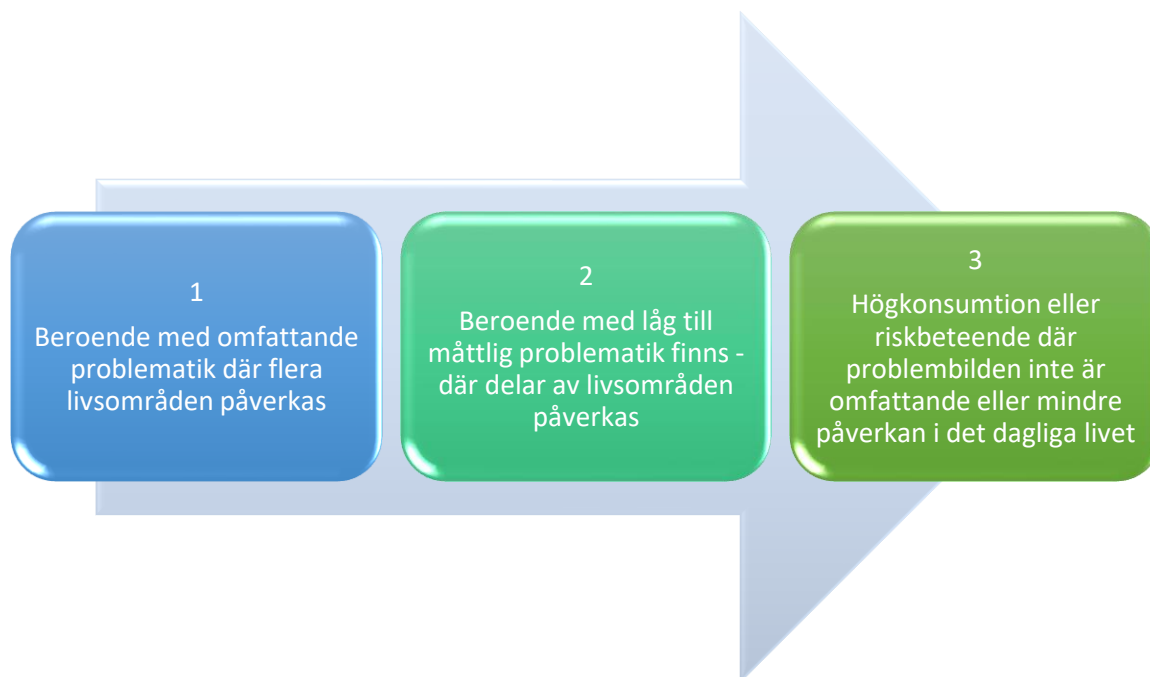 1
Beroende med omfattande
problematik där flera
livsområden påverkas
2
Beroende med låg till
måttlig problematik finns -
där delar av livsområden
påverkas
3
Högkonsumtion eller
riskbeteende där
problembilden inte är
omfattande eller mindre
påverkan i det dagliga livet